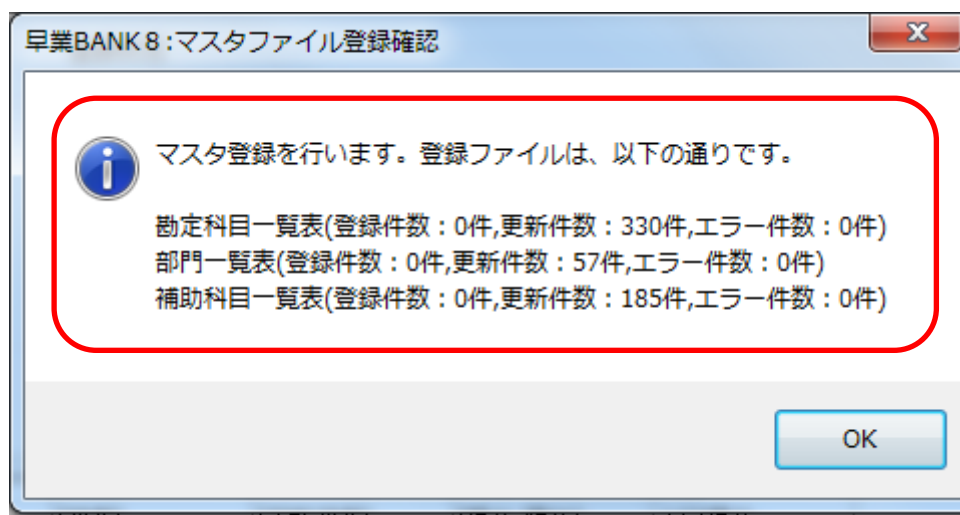 早業BANK８:マスタファイル登録確認
マスタ登録を行います。登録ファイルは、以下の通りです。
勘定科目一覧表(登録件数：0件,更新件数：330件,エラー件数：0件)
部門一覧表(登録件数：0件,更新件数：57件,エラー件数：0件)
補助科目一覧表(登録件数：0件,更新件数：185件,エラー件数：0件)
OK